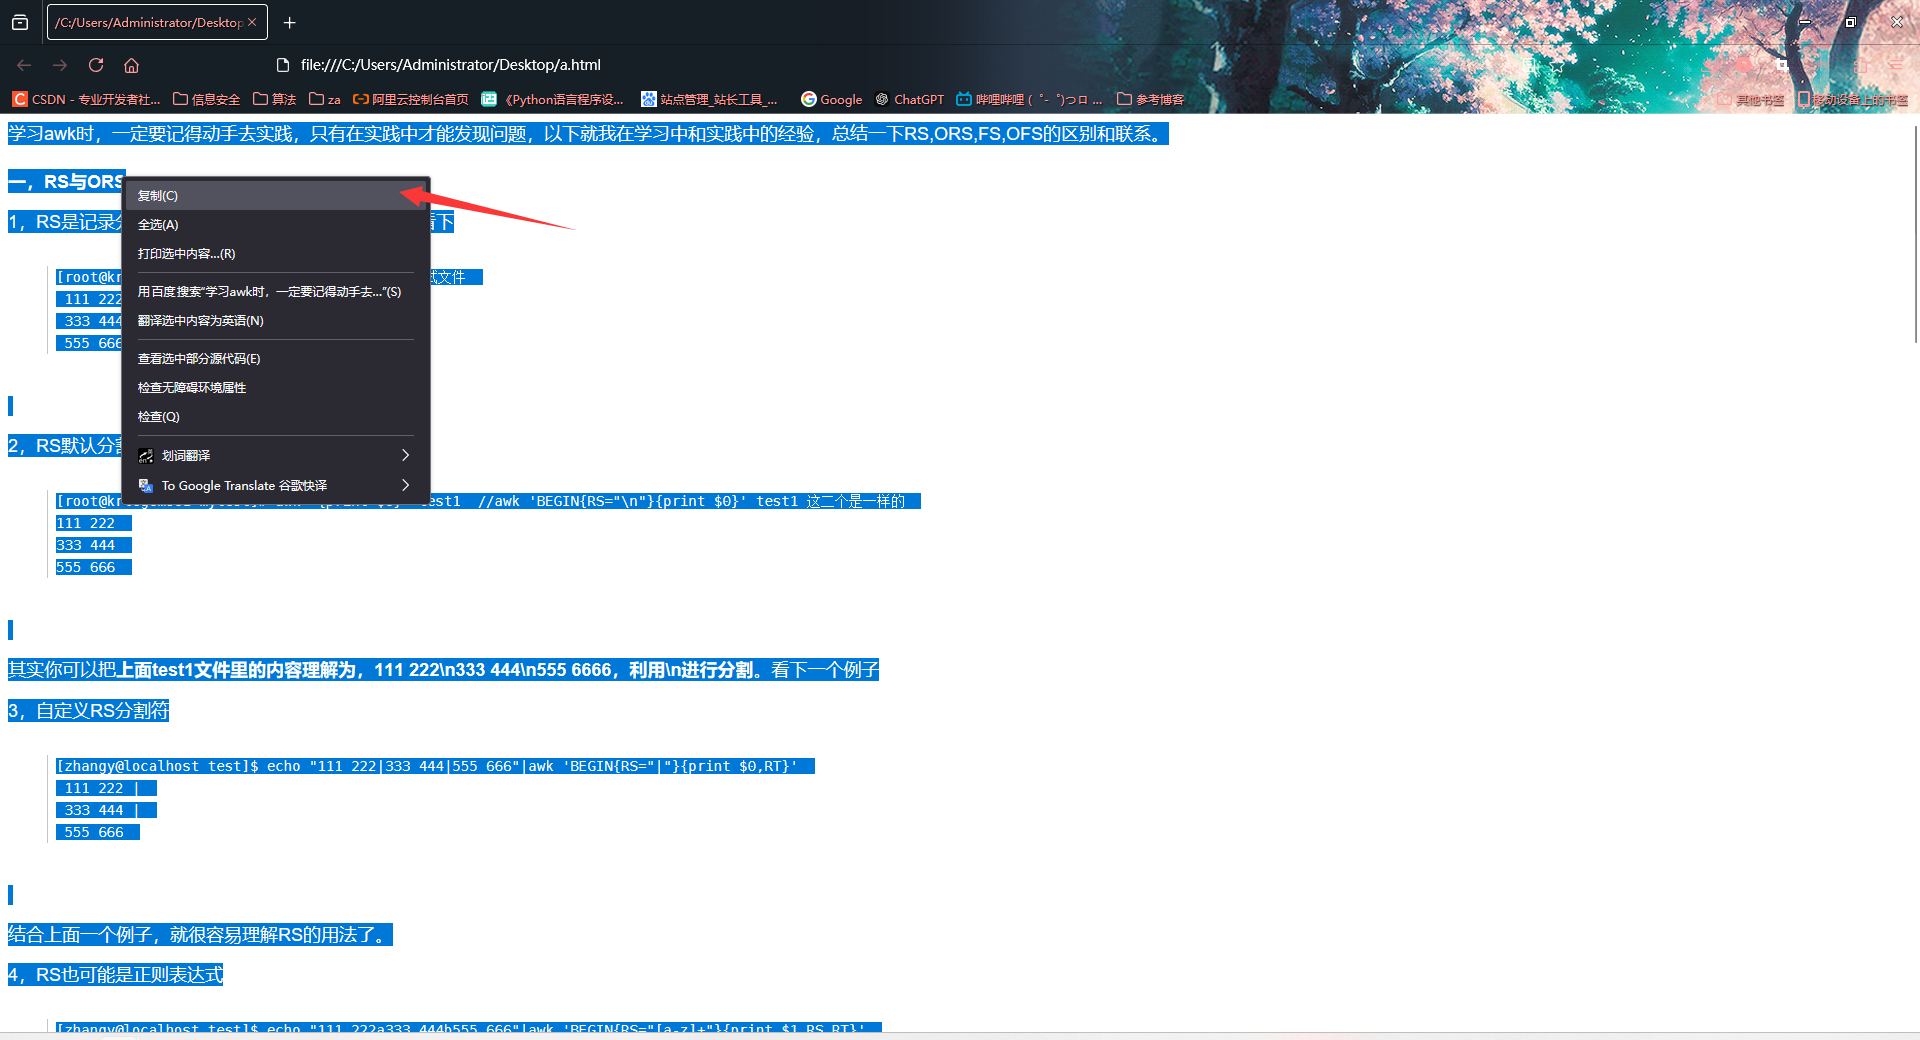 /C:/Users/Administrator/Desktop
file:///C:/Users/Administrator/Desktop/a.html
CSDN - 专业开发者社... 信息安全 算法 za 阿里云控制台首页 《Python语言程序设... 站点管理_站长工具_... Google ChatGPT 哔哩哔哩 ( ゜- ゜)つロ ... 参考博客 其他书签 移动设备上的书签
学习awk时，一定要记得动手去实践，只有在实践中才能发现问题，以下就我在学习中和实践中的经验，总结一下RS,ORS,FS,OFS的区别和联系。
一，RS与ORS
1，RS是记录分
下
[root@kr
文件
111 222
333 444
555 666
复制(C)
全选(A)
打印选中内容...(R)
用百度搜索“学习awk时，一定要记得动手去...”(S)
翻译选中内容为英语(N)
查看选中部分源代码(E)
检查无障碍环境属性
检查(Q)
划词翻译
To Google Translate 谷歌快译
2，RS默认分割
test1 //awk 'BEGIN{RS="\n"}{print $0}' test1 这二个是一样的
111 222
333 444
555 666
其实你可以把上面test1文件里的内容理解为，111 222\n333 444\n555 6666，利用\n进行分割。看下一个例子
3，自定义RS分割符
[zhangy@localhost test]$ echo "111 222|333 444|555 666"|awk 'BEGIN{RS="|"}{print $0,RT}'
111 222 |
333 444 |
555 666
结合上面一个例子，就很容易理解RS的用法了。
4，RS也可能是正则表达式
[zhangy@localhost test]$ echo "111 222a333 444b555 666"|awk 'BEGIN{RS="[a-z]+"}{print $1,RS,RT}'